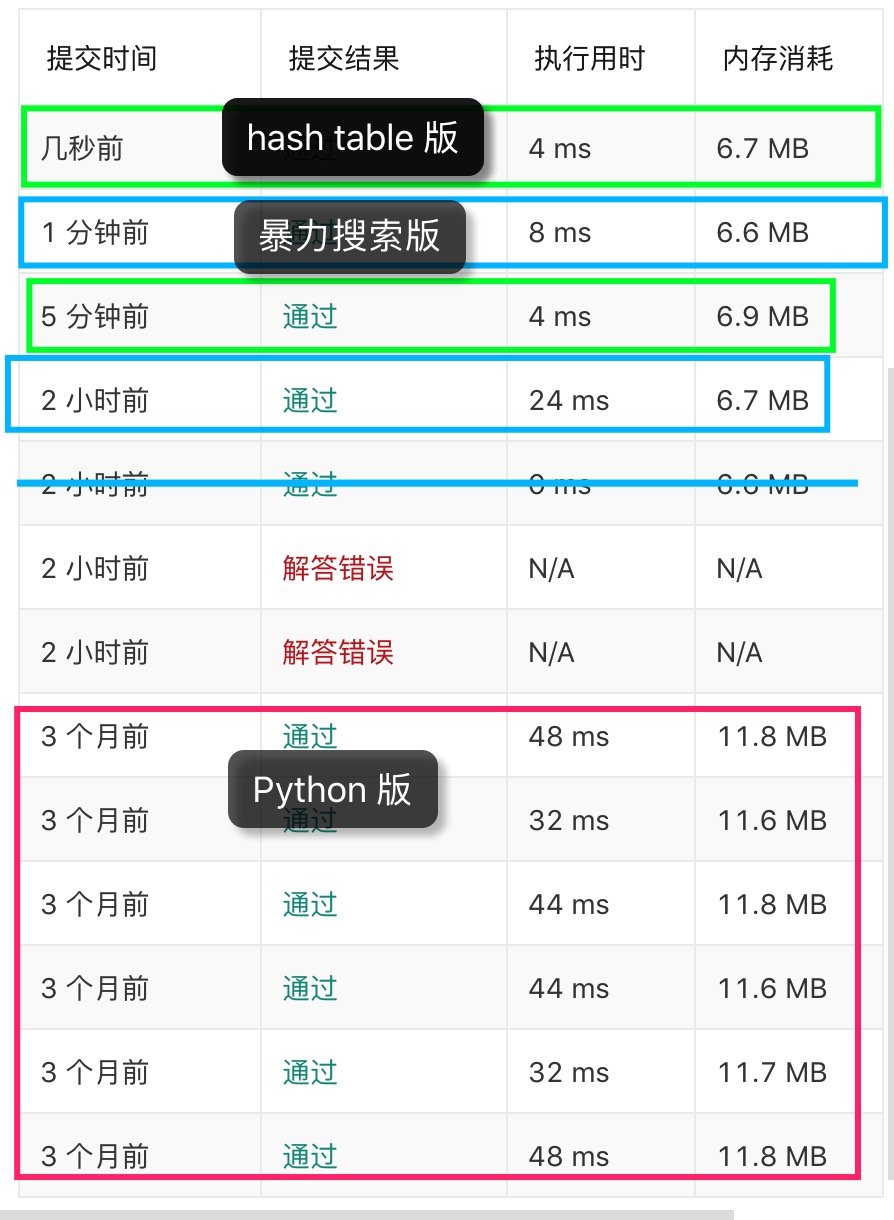 提交时间 提交结果 执行用时 内存消耗
几秒前 hash table 版 4 ms 6.7 MB
1 分钟前 暴力搜索版 8 ms 6.6 MB
5 分钟前 通过 4 ms 6.9 MB
2 小时前 通过 24 ms 6.7 MB
2 小时前 通过 0 ms 6.6 MB
2 小时前 解答错误 N/A N/A
2 小时前 解答错误 N/A N/A
3 个月前 通过 48 ms 11.8 MB
Python 版
3 个月前 通过 32 ms 11.6 MB
3 个月前 通过 44 ms 11.8 MB
3 个月前 通过 44 ms 11.6 MB
3 个月前 通过 32 ms 11.7 MB
3 个月前 通过 48 ms 11.8 MB